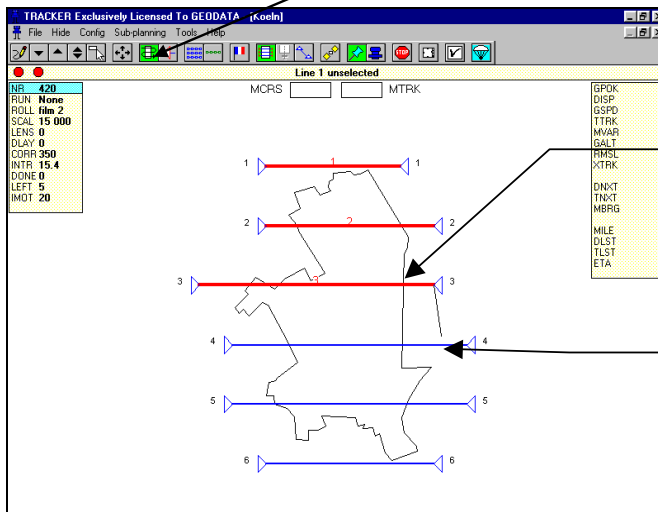 TRACKER Exclusively Licensed To GEODATA - [Koeln]
File Hide Config Sub-planning Tools Help
STOP
Line 1 unselected
NR 420
RUN None
ROLL film 2
SCAL 15 000
LENS 0
DLAY 0
CORR 350
INTR 15.4
DONE 0
LEFT 5
IMOT 20
MCRS MTRK
GPOK
DISP
GSPD
TTRK
MVAR
GALT
RMSL
XTRK
DNXT
TNXT
MBRG
MILE
DLST
TLST
ETA
1 1 1
2 2 2
3 3 3
4 4
5 5
6 6